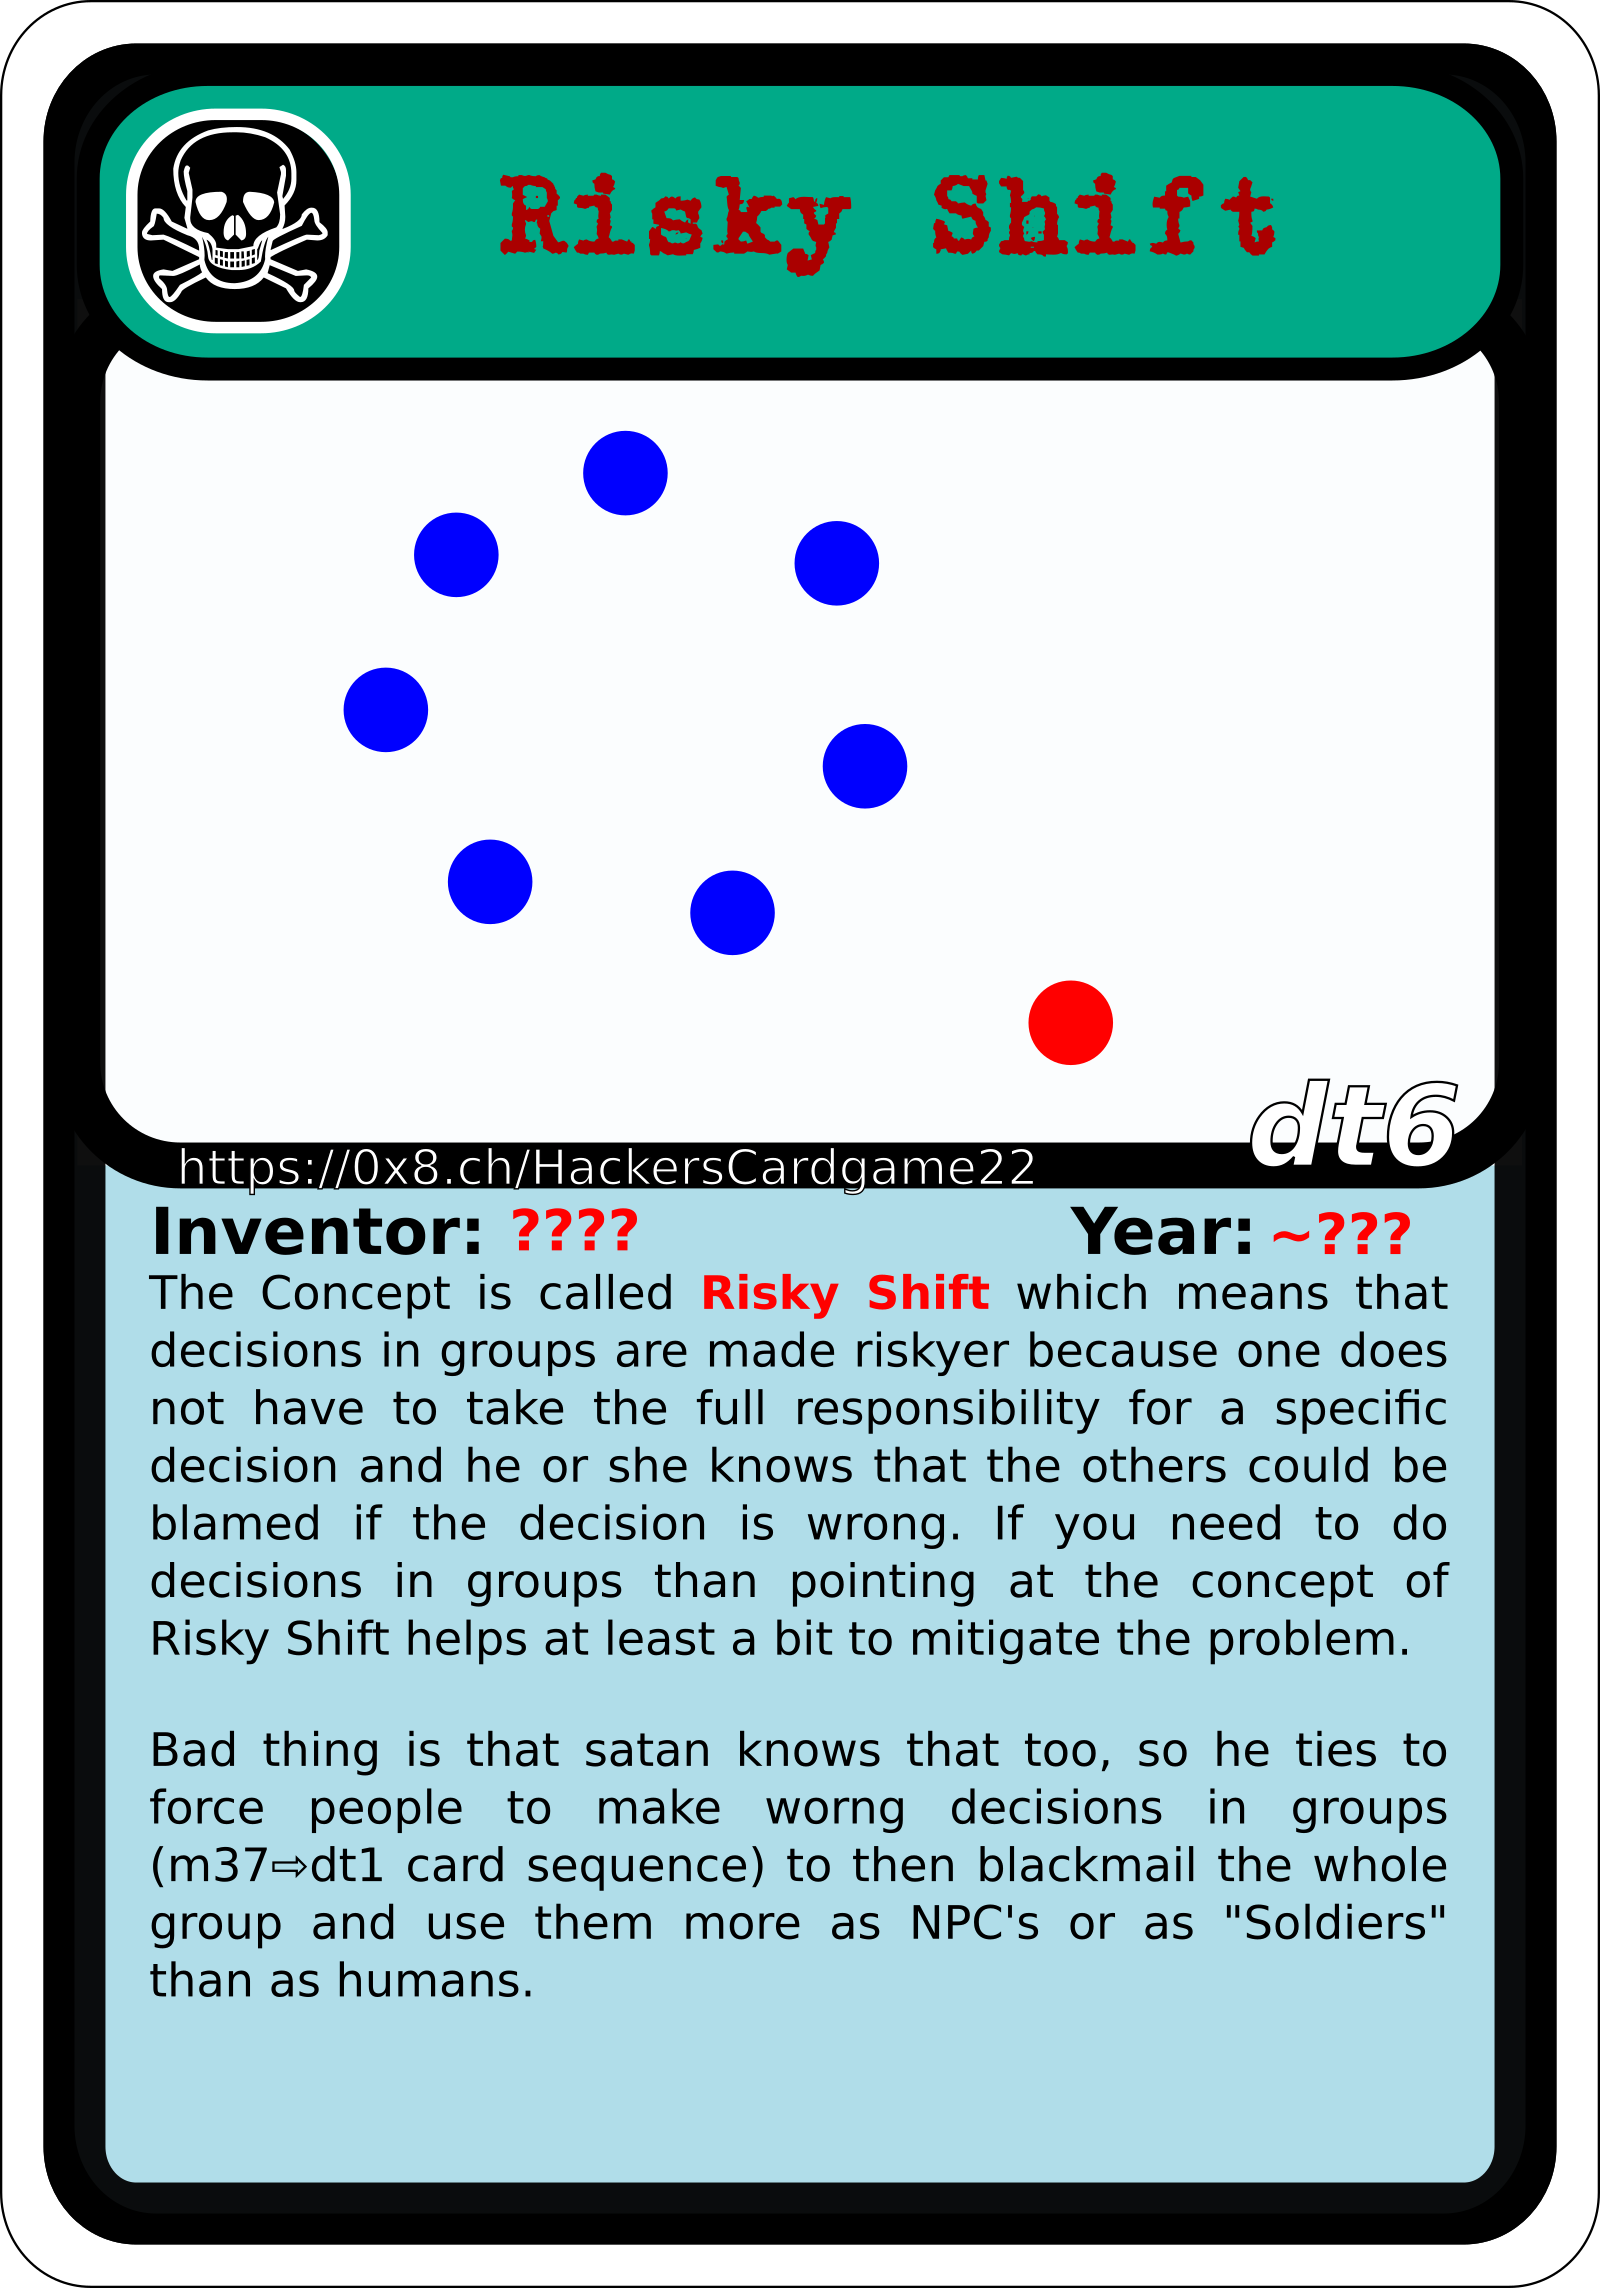 Risky Shift
dt6
https://0x8.ch/HackersCardgame22
Inventor: ???? Year: ~???
The Concept is called Risky Shift which means that
decisions in groups are made riskyer because one does
not have to take the full responsibility for a specific
decision and he or she knows that the others could be
blamed if the decision is wrong. If you need to do
decisions in groups than pointing at the concept of
Risky Shift helps at least a bit to mitigate the problem.
Bad thing is that satan knows that too, so he ties to
force people to make worng decisions in groups
(m37⇨dt1 card sequence) to then blackmail the whole
group and use them more as NPC's or as "Soldiers"
than as humans.